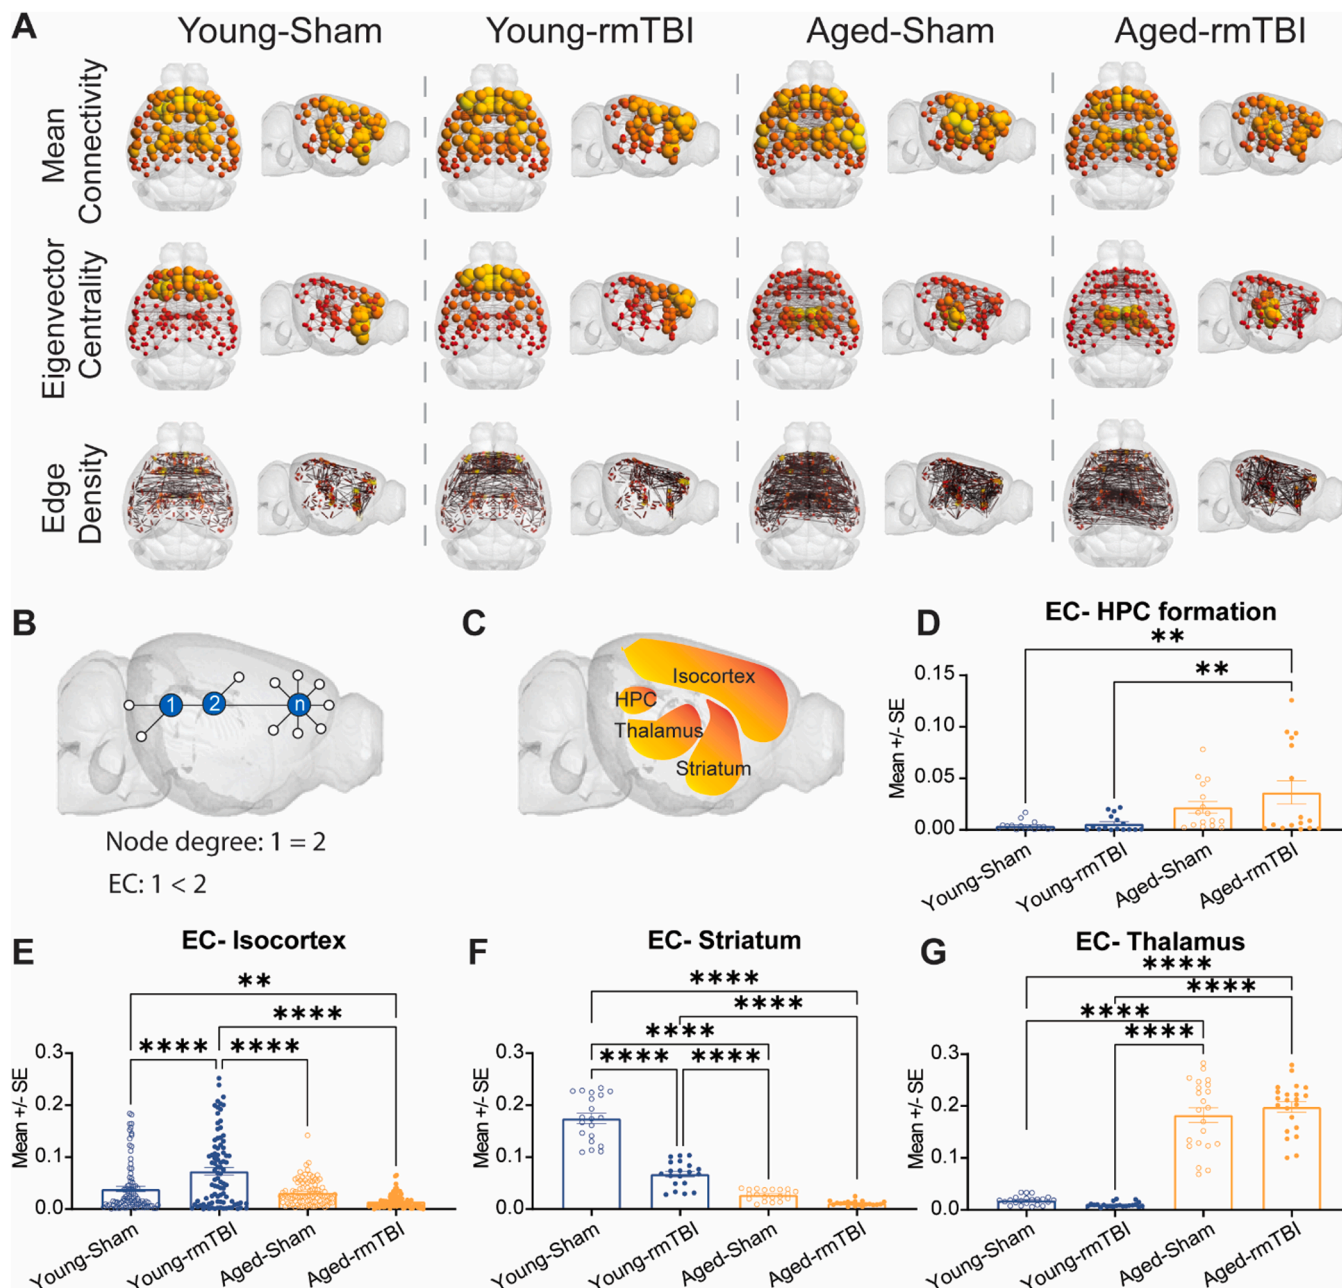 A
Young-Sham
Young-rmTBI
Aged-Sham
Aged-rmTBI
Mean
Connectivity
Eigenvector
Centrality
Edge
Density
B
1
2
n
Node degree: 1 = 2
EC: 1 < 2
C
Isocortex
HPC
Thalamus
Striatum
D
EC- HPC formation
**
**
Mean +/- SE
0.15
0.10
0.05
0.00
Young-Sham
Young-rmTBI
Aged-Sham
Aged-rmTBI
E
EC- Isocortex
**
****
**** ****
Mean +/- SE
0.3
0.2
0.1
0.0
Young-Sham
Young-rmTBI
Aged-Sham
Aged-rmTBI
F
EC- Striatum
****
****
****
**** ****
Mean +/- SE
0.3
0.2
0.1
0.0
Young-Sham
Young-rmTBI
Aged-Sham
Aged-rmTBI
G
EC- Thalamus
****
****
****
****
Mean +/- SE
0.3
0.2
0.1
0.0
Young-Sham
Young-rmTBI
Aged-Sham
Aged-rmTBI